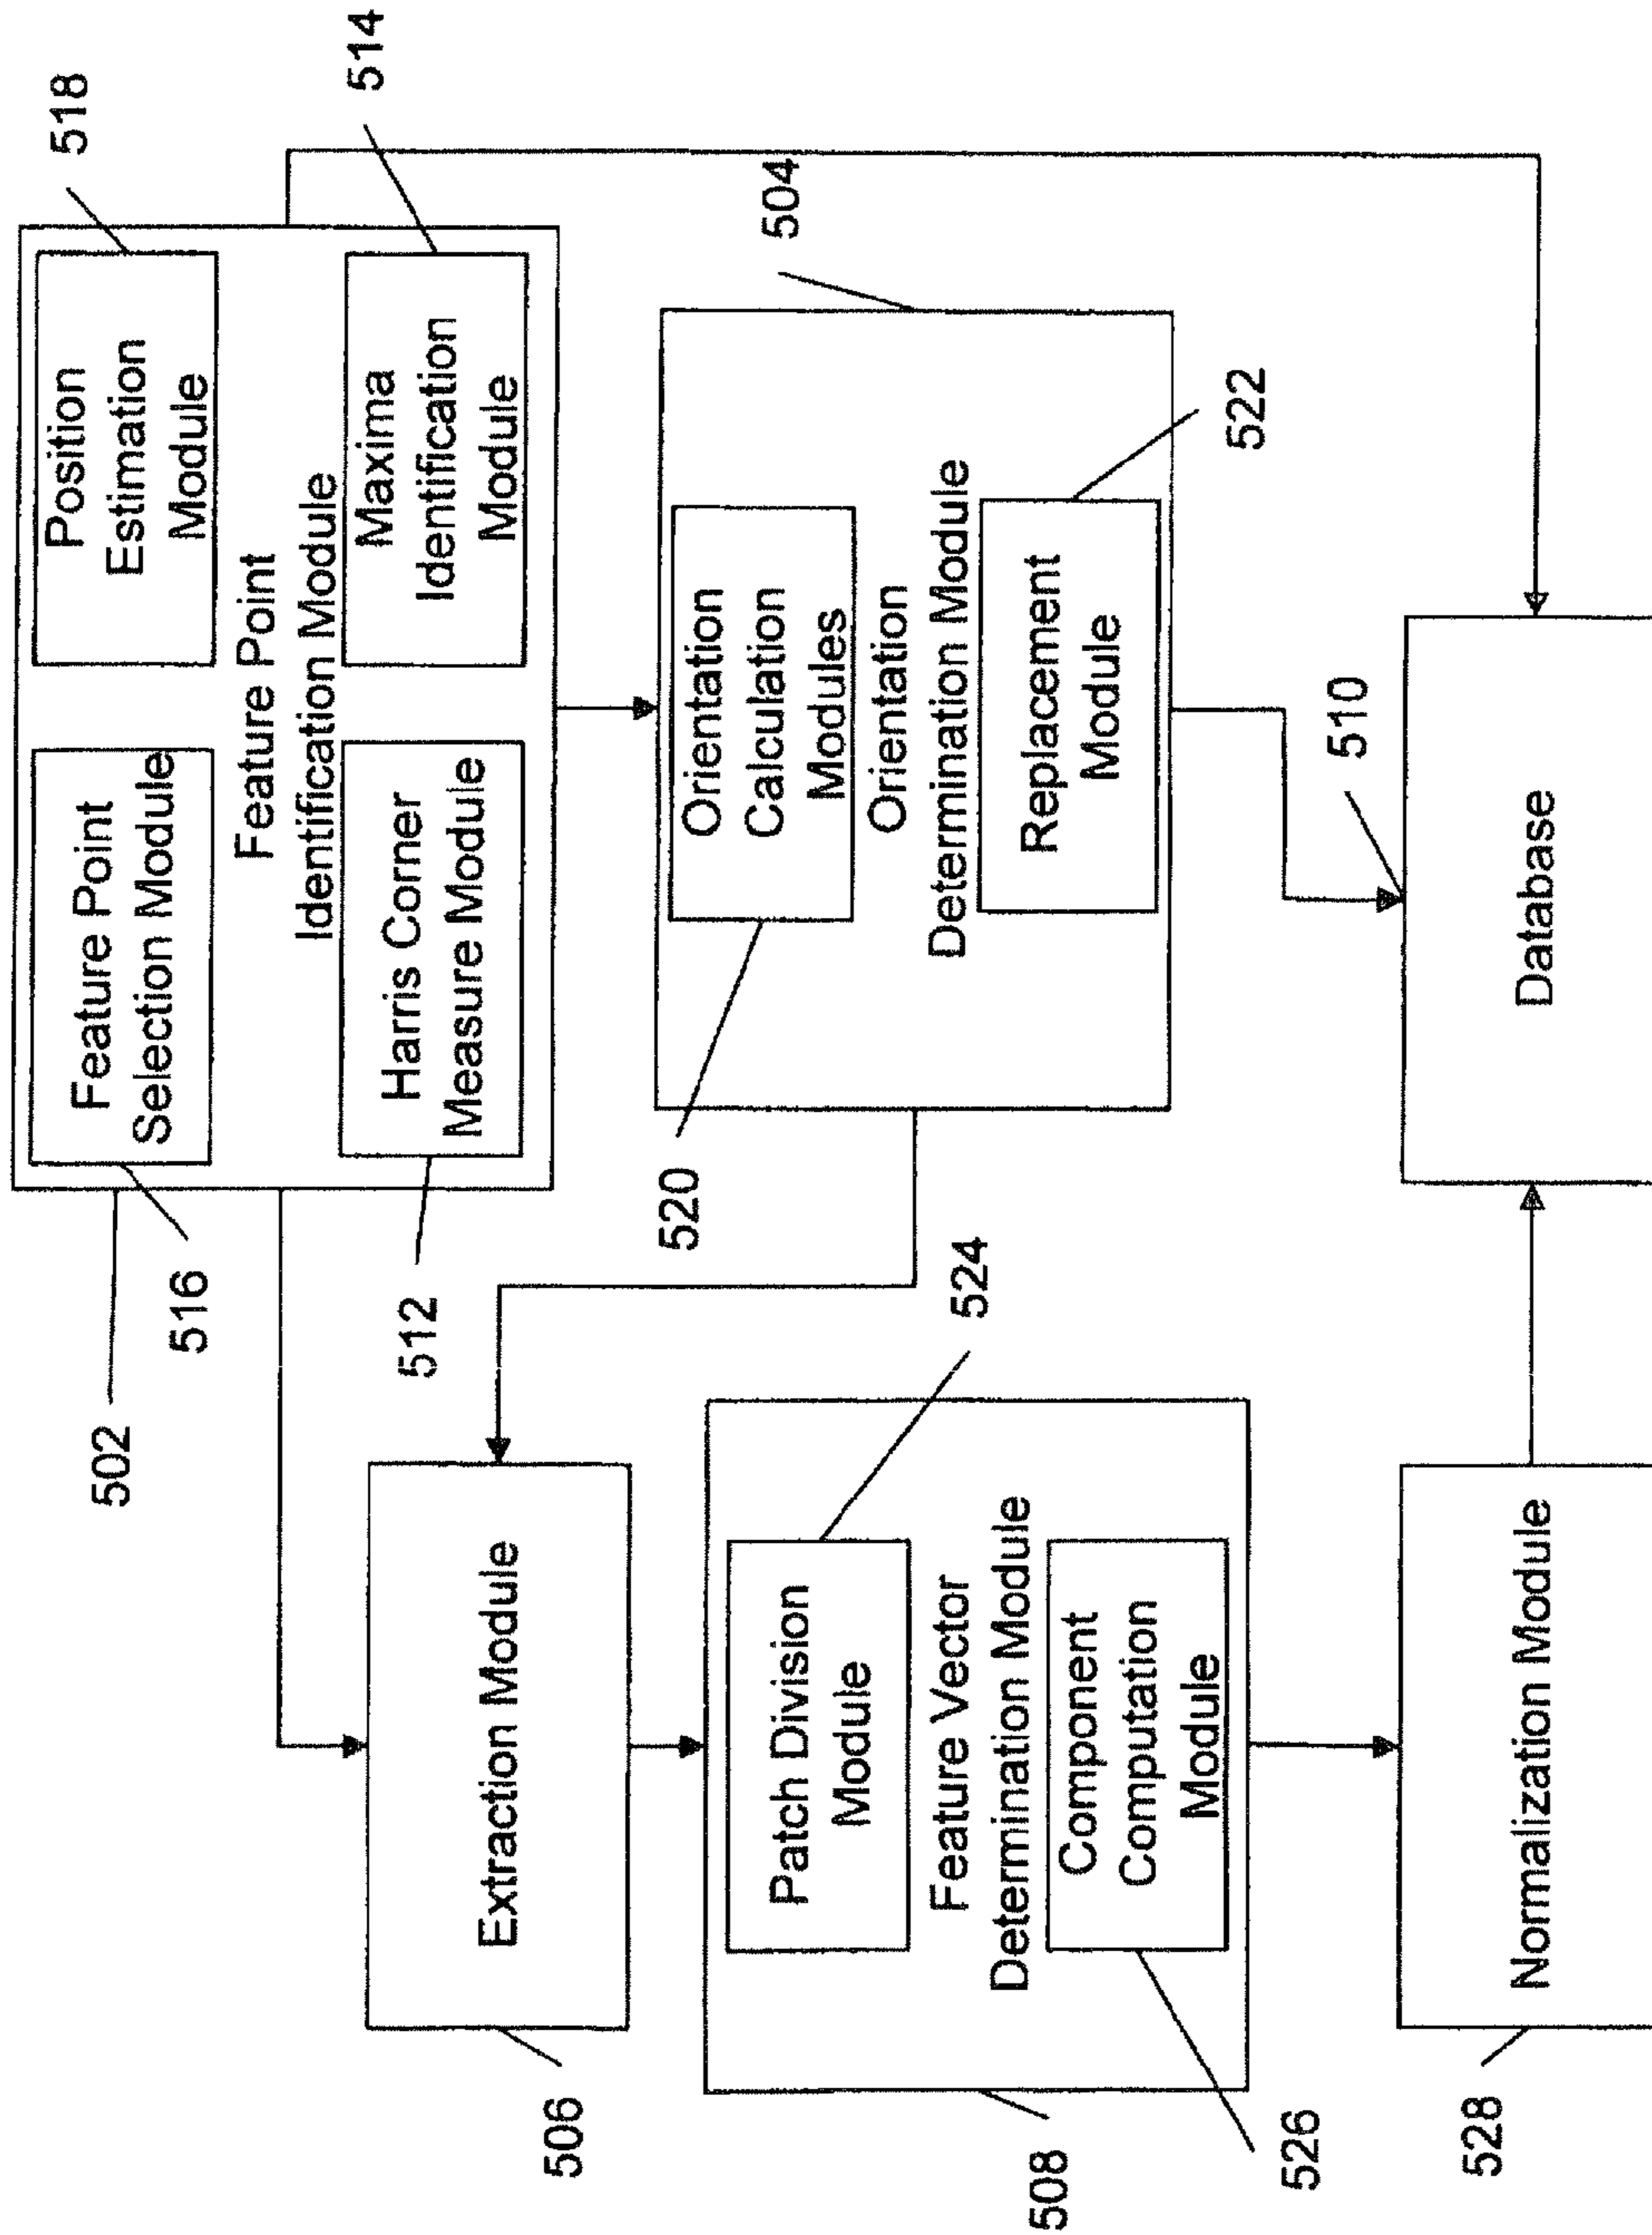 502
516
Feature Point
Selection Module
Position
Estimation
Module
518
Feature Point
Identification Module
512
Harris Corner
Measure Module
Maxima
Identification
Module
514
506
Extraction Module
520
Orientation
Calculation
Modules
504
Orientation
Determination Module
Replacement
Module
522
508
Patch Division
Module
524
Feature Vector
Determination Module
526
Component
Computation
Module
528
Normalization Module
510
Database